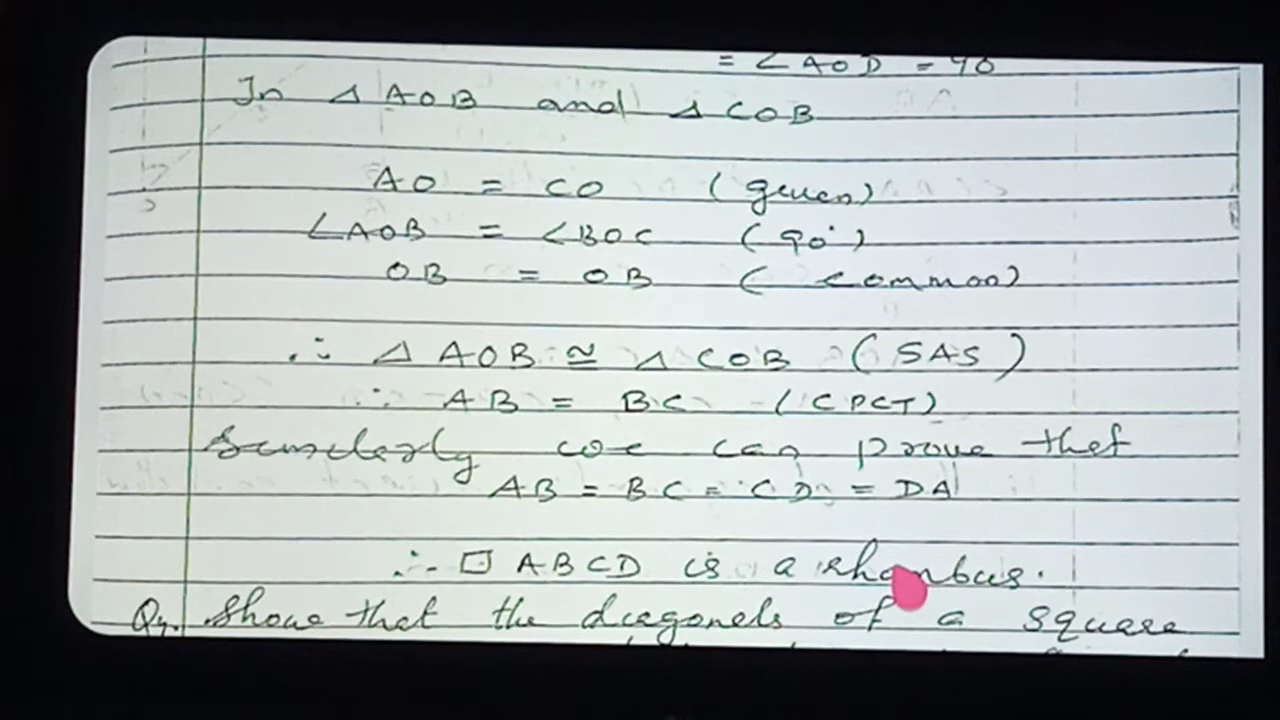 = ∠AOD = 90
In △ AOB and △ COB
AO = CO (given)
∠AOB = ∠BOC (90°)
OB = OB (common)
∴ △ AOB ≅ △ COB (SAS)
∴ AB = BC (CPCT)
Similarly we can prove that
AB = BC = CD = DA
∴ □ ABCD is a rhombus.
Q4. Show that the diagonals of a square